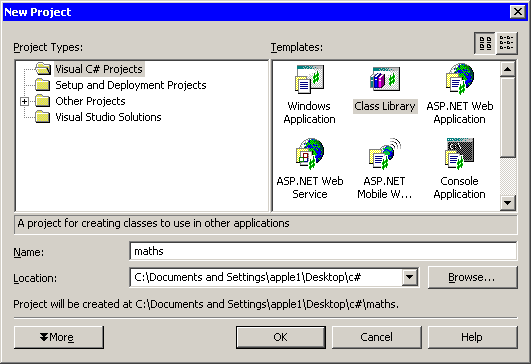 New Project
Project Types:
Templates:
Visual C# Projects
Setup and Deployment Projects
Other Projects
Visual Studio Solutions
Windows Application
Class Library
ASP.NET Web Application
ASP.NET Web Service
ASP.NET Mobile W...
Console Application
A project for creating classes to use in other applications
Name:
maths
Location:
C:\Documents and Settings\apple1\Desktop\c#
Browse...
Project will be created at C:\Documents and Settings\apple1\Desktop\c#\maths.
More
OK
Cancel
Help